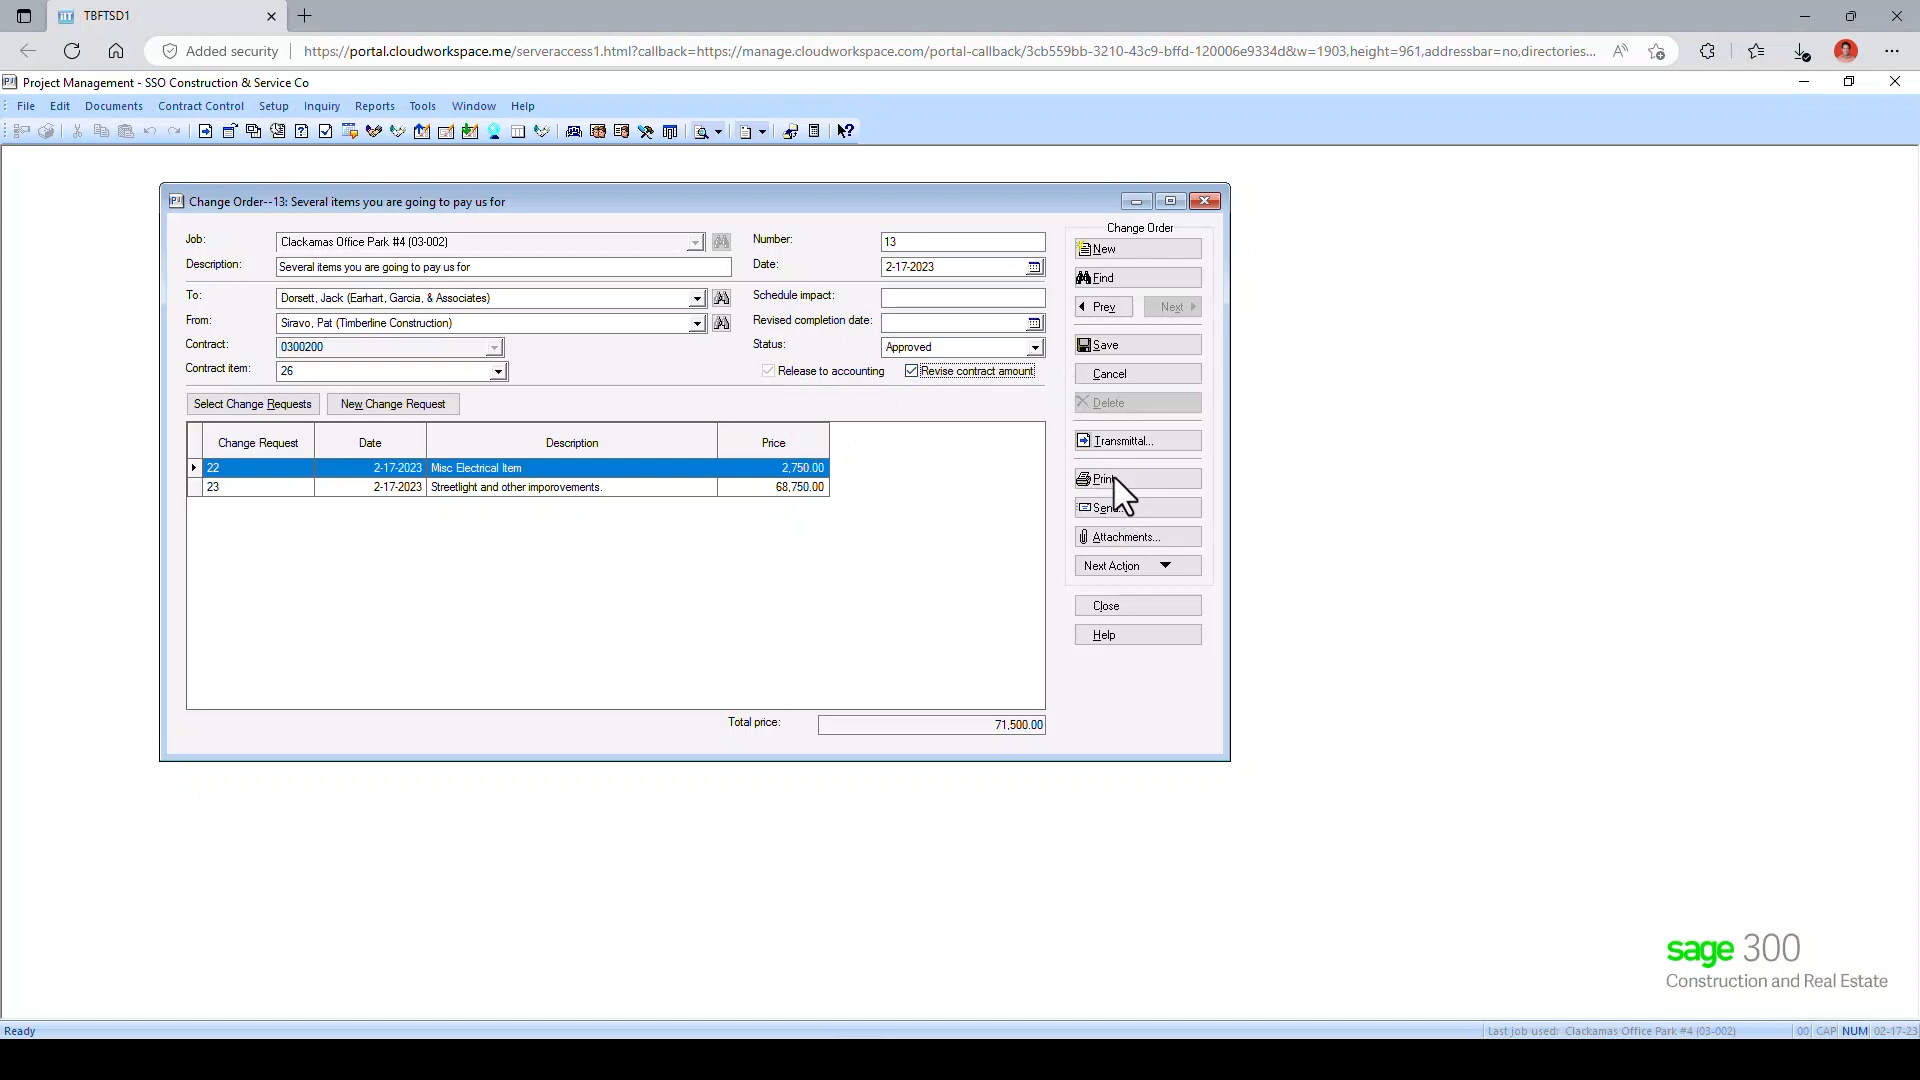 TBFTSD1
Added security
https://portal.cloudworkspace.me/serveraccess1.html?callback=https://manage.cloudworkspace.com/portal-callback/3cb559bb-3210-43c9-bffd-120006e9334d&w=1903,height=961,addressbar=no,directories...
Project Management - SSO Construction & Service Co
File Edit Documents Contract Control Setup Inquiry Reports Tools Window Help
Change Order--13: Several items you are going to pay us for
Job: Clackamas Office Park #4 (03-002)
Description: Several items you are going to pay us for
To: Dorsett, Jack (Earhart, Garcia, & Associates)
From: Siravo, Pat (Timberline Construction)
Contract: 0300200
Contract item: 26
Number: 13
Date: 2-17-2023
Schedule impact:
Revised completion date:
Status: Approved
Release to accounting Revise contract amount
Select Change Requests New Change Request
Change Request Date Description Price
22 2-17-2023 Misc Electrical Item 2,750.00
23 2-17-2023 Streetlight and other imporovements. 68,750.00
Total price: 71,500.00
Change Order
New
Find
Prev Next
Save
Cancel
Delete
Transmittal...
Attachments...
Next Action
Close
Help
sage 300
Construction and Real Estate
Ready Last job used: Clackamas Office Park #4 (03-002) 00 CAP NUM 02-17-23